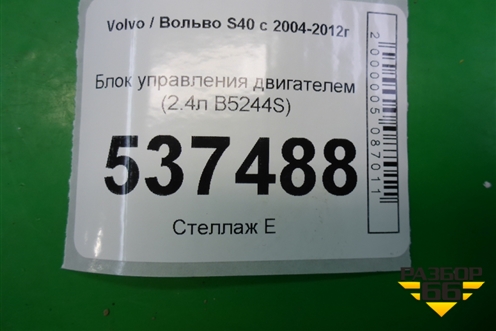 Volvo / Вольво S40 с 2004-2012г
Блок управления двигателем
(2.4л B5244S)
537488
Стеллаж Е
2000005087011
РАЗБОР
66